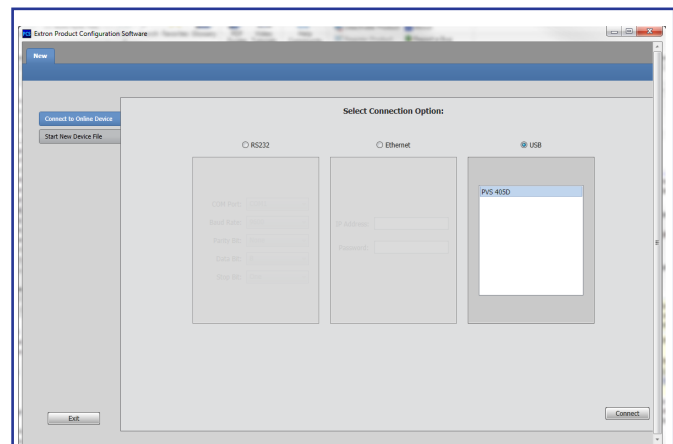 PCS Extron Product Configuration Software
New
Select Connection Option:
Connect to Online Device
Start New Device File
RS232
Ethernet
USB
PVS 405D
COM Port:
Baud Rate:
Parity Bit:
Data Bit:
Stop Bit:
IP Address:
Password:
Exit
Connect